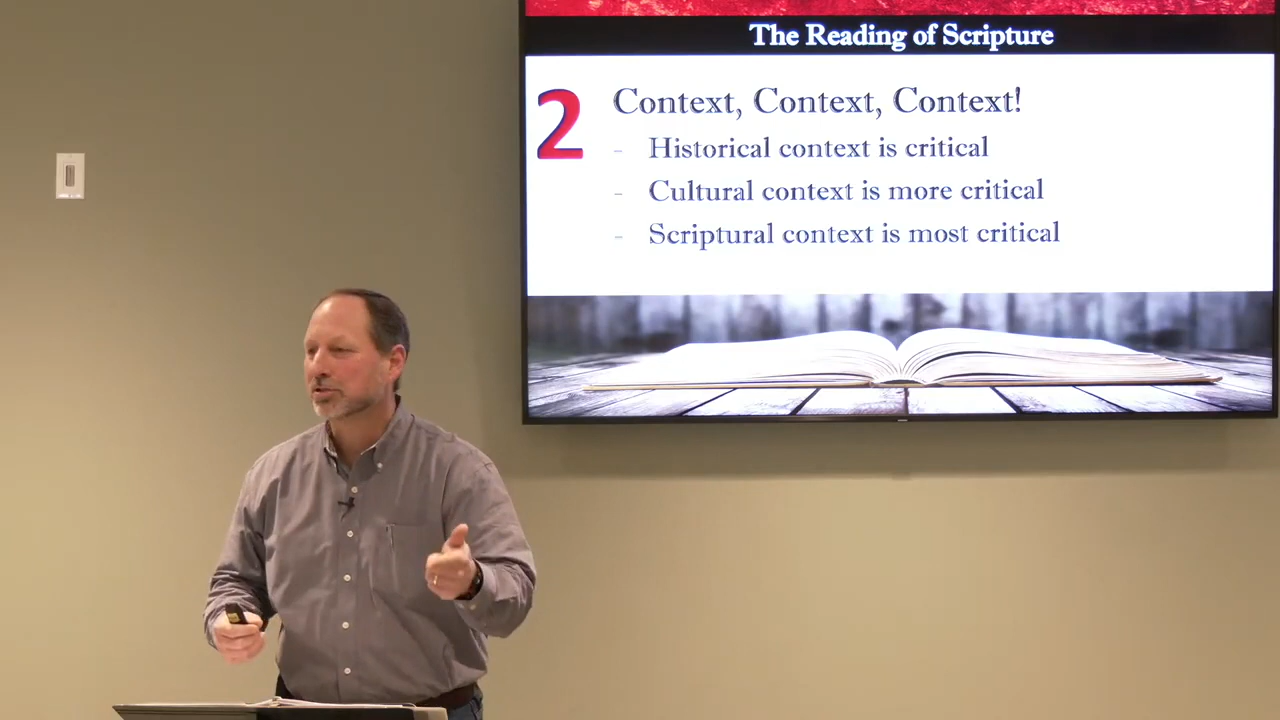 The Reading of Scripture
2 Context, Context, Context!
- Historical context is critical
- Cultural context is more critical
- Scriptural context is most critical